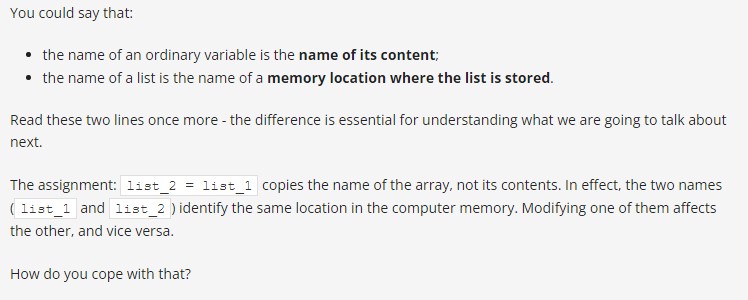 You could say that:
• the name of an ordinary variable is the name of its content;
• the name of a list is the name of a memory location where the list is stored.
Read these two lines once more - the difference is essential for understanding what we are going to talk about
next.
The assignment: list_2 = list_1 copies the name of the array, not its contents. In effect, the two names
( list_1 and list_2 ) identify the same location in the computer memory. Modifying one of them affects
the other, and vice versa.
How do you cope with that?